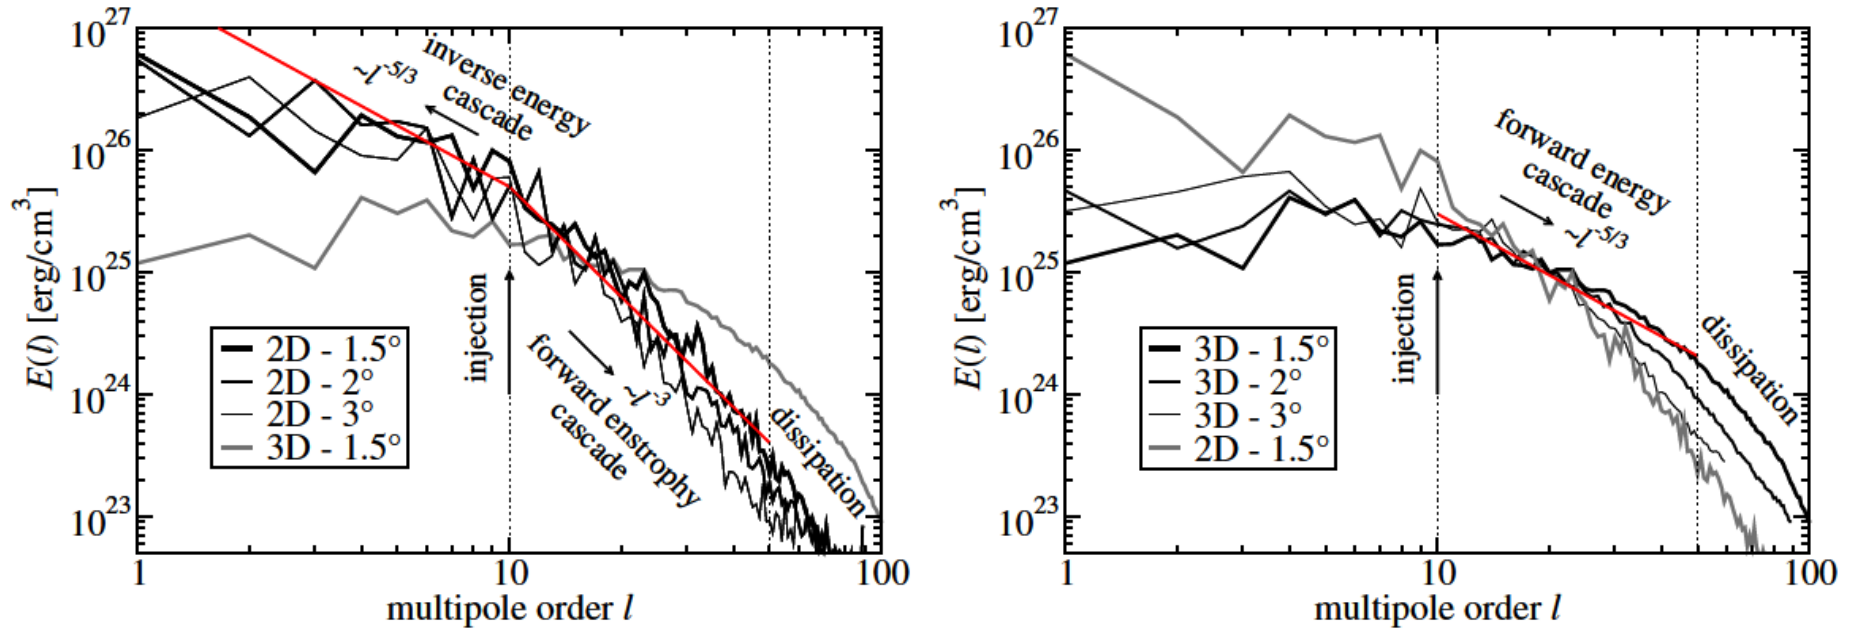 10^27
10^26
10^25
10^24
10^23
E(l) [erg/cm^3]
inverse energy
cascade
~l^-5/3
injection
forward enstrophy
cascade
~l^-3
dissipation
2D - 1.5°
2D - 2°
2D - 3°
3D - 1.5°
1
10
100
multipole order l
10^27
10^26
10^25
10^24
10^23
E(l) [erg/cm^3]
forward energy
cascade
~l^-5/3
injection
dissipation
3D - 1.5°
3D - 2°
3D - 3°
2D - 1.5°
1
10
100
multipole order l